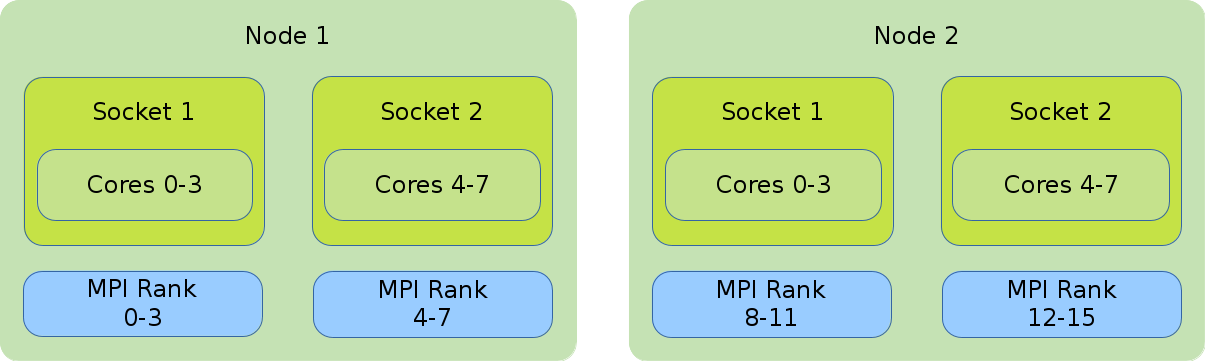 Node 1
Socket 1
Cores 0-3
Socket 2
Cores 4-7
MPI Rank
0-3
MPI Rank
4-7
Node 2
Socket 1
Cores 0-3
Socket 2
Cores 4-7
MPI Rank
8-11
MPI Rank
12-15